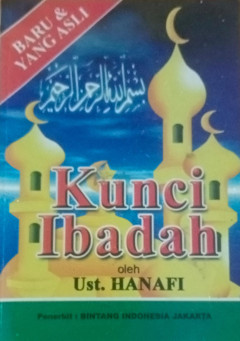 BARU &
YANG ASLI
بسم الله الرحمن الرحيم
Kunci
Ibadah
oleh
Ust. HANAFI
Penerbit : BINTANG INDONESIA JAKARTA